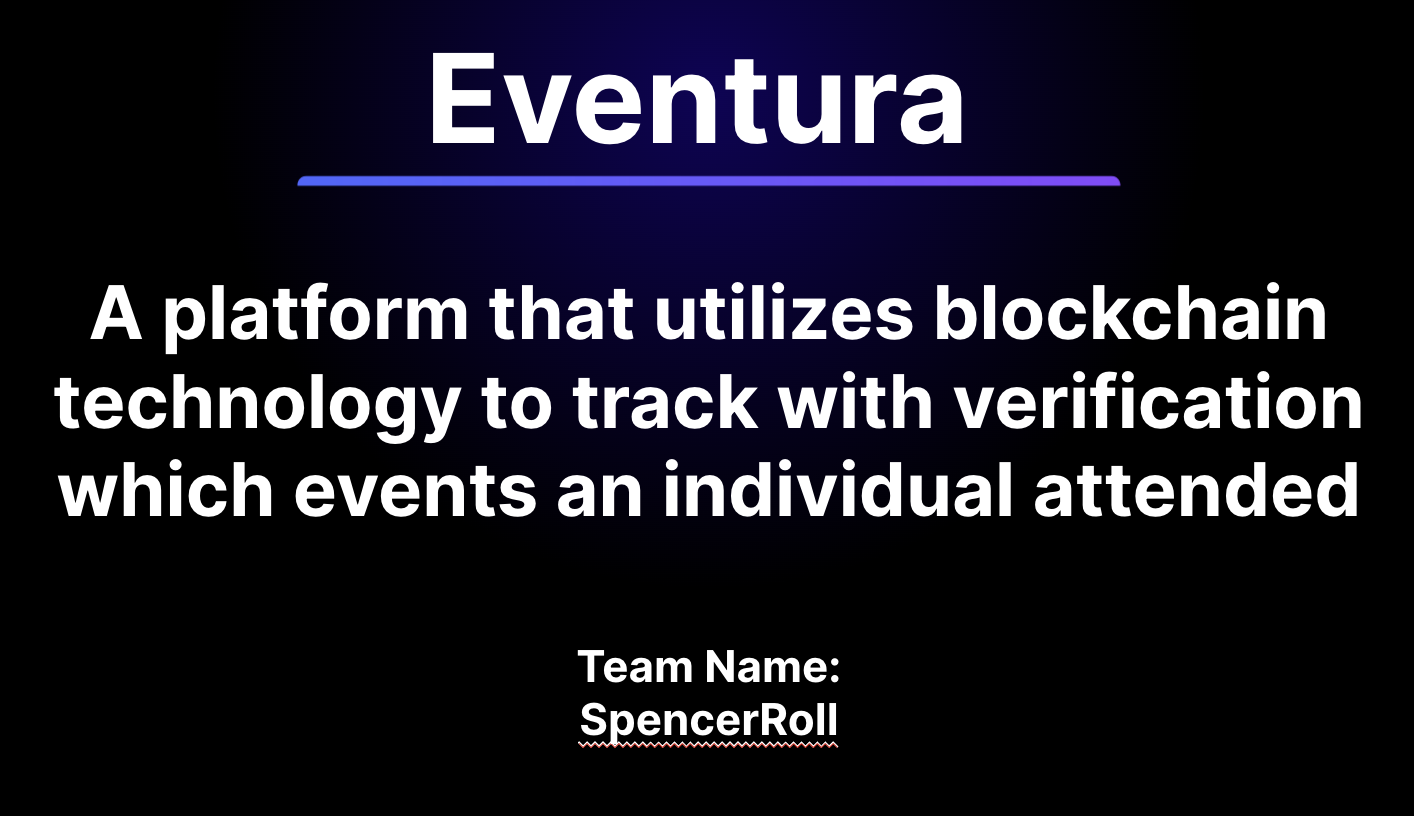 Eventura
A platform that utilizes blockchain
technology to track with verification
which events an individual attended
Team Name:
SpencerRoll